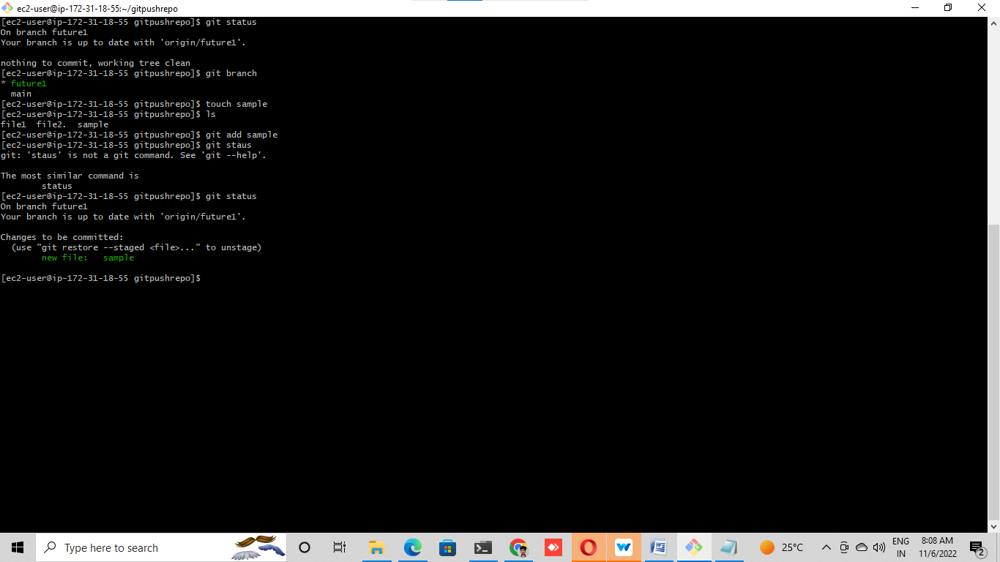 ec2-user@ip-172-31-18-55:~/gitpushrepo
[ec2-user@ip-172-31-18-55 gitpushrepo]$ git status
On branch future1
Your branch is up to date with 'origin/future1'.
nothing to commit, working tree clean
[ec2-user@ip-172-31-18-55 gitpushrepo]$ git branch
* future1
main
[ec2-user@ip-172-31-18-55 gitpushrepo]$ touch sample
[ec2-user@ip-172-31-18-55 gitpushrepo]$ ls
file1  file2.  sample
[ec2-user@ip-172-31-18-55 gitpushrepo]$ git add sample
[ec2-user@ip-172-31-18-55 gitpushrepo]$ git staus
git: 'staus' is not a git command. See 'git --help'.
The most similar command is
status
[ec2-user@ip-172-31-18-55 gitpushrepo]$ git status
On branch future1
Your branch is up to date with 'origin/future1'.
Changes to be committed:
(use "git restore --staged <file>..." to unstage)
new file:   sample
[ec2-user@ip-172-31-18-55 gitpushrepo]$
Type here to search
25°C
ENG
IN
8:08 AM
11/6/2022
2